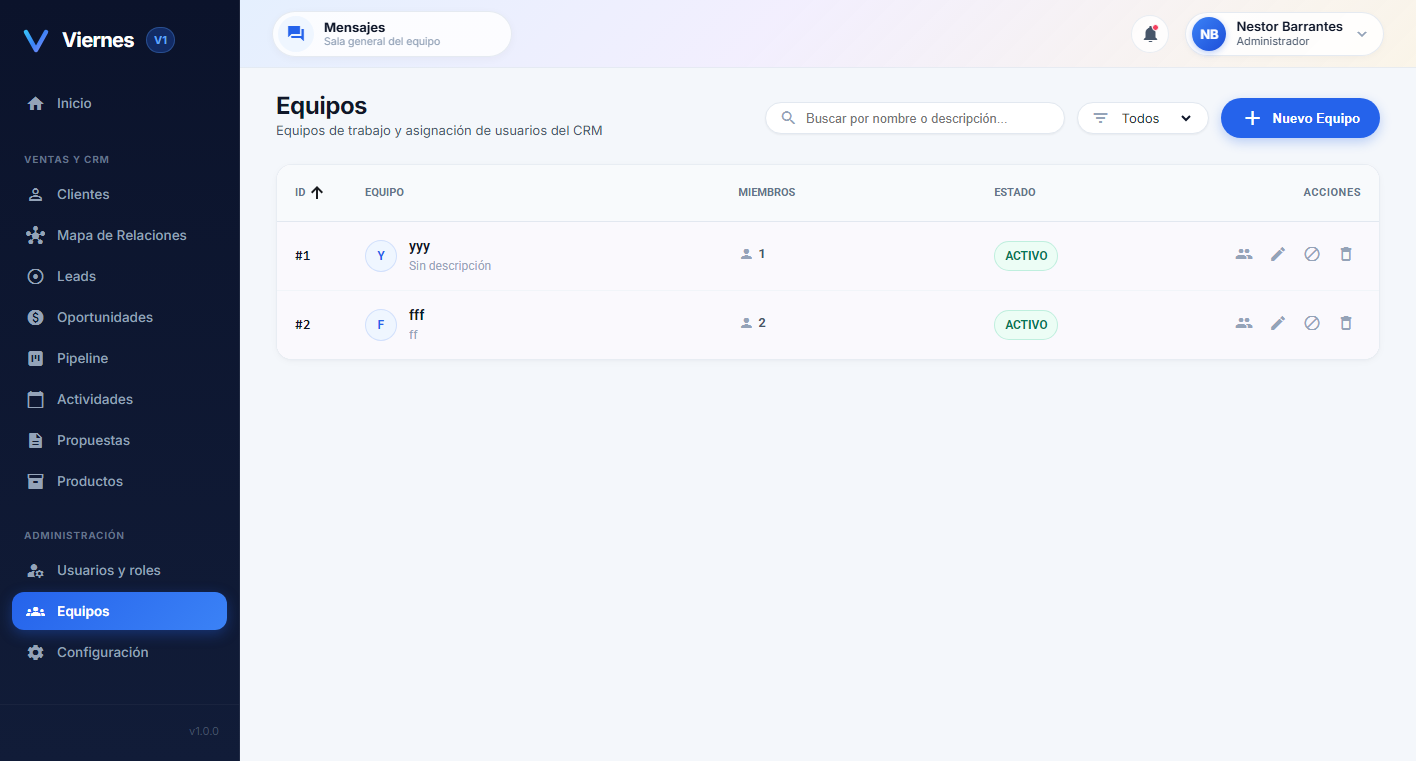 Viernes V1
Mensajes
Sala general del equipo
NB
Nestor Barrantes
Administrador
Inicio
VENTAS Y CRM
Clientes
Mapa de Relaciones
Leads
Oportunidades
Pipeline
Actividades
Propuestas
Productos
ADMINISTRACIÓN
Usuarios y roles
Equipos
Configuración
v1.0.0
Equipos
Equipos de trabajo y asignación de usuarios del CRM
Buscar por nombre o descripción...
Todos
Nuevo Equipo
ID EQUIPO MIEMBROS ESTADO ACCIONES
#1 Y yyy 1 ACTIVO
Sin descripción
#2 F fff 2 ACTIVO
ff